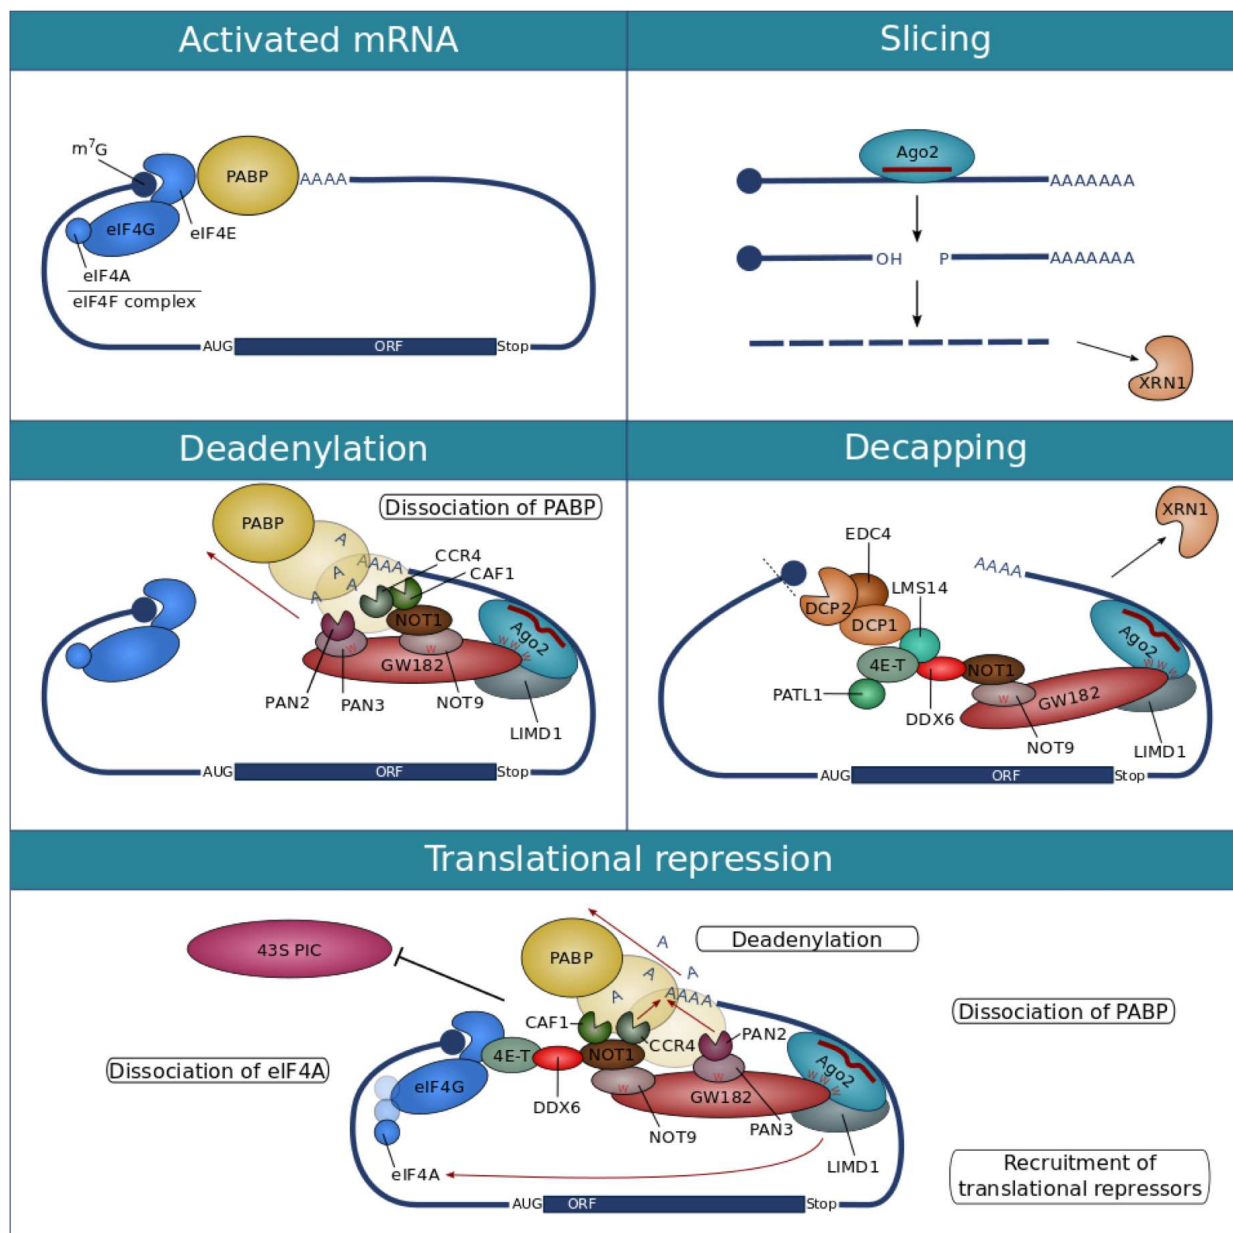 Activated mRNA
m⁷G
PABP
AAAA
eIF4G
eIF4E
eIF4A
eIF4F complex
AUG ORF Stop
Slicing
Ago2
AAAAAAA
OH P AAAAAAA
XRN1
Deadenylation
Dissociation of PABP
PABP
A
A
A
A
AAAA
CCR4
CAF1
NOT1
Ago2
w w w
w
w
GW182
PAN2
PAN3
NOT9
LIMD1
AUG ORF Stop
Decapping
XRN1
EDC4
AAAA
LMS14
DCP2
DCP1
Ago2
w w w
4E-T
NOT1
PATL1
w
GW182
DDX6
NOT9
LIMD1
AUG ORF Stop
Translational repression
43S PIC
PABP
Deadenylation
A
A
A
A
AAAA
Dissociation of PABP
CAF1
CCR4
PAN2
4E-T
NOT1
Ago2
w w w
Dissociation of eIF4A
eIF4G
w
w
GW182
DDX6
NOT9
PAN3
LIMD1
eIF4A
Recruitment of
translational repressors
AUG ORF Stop